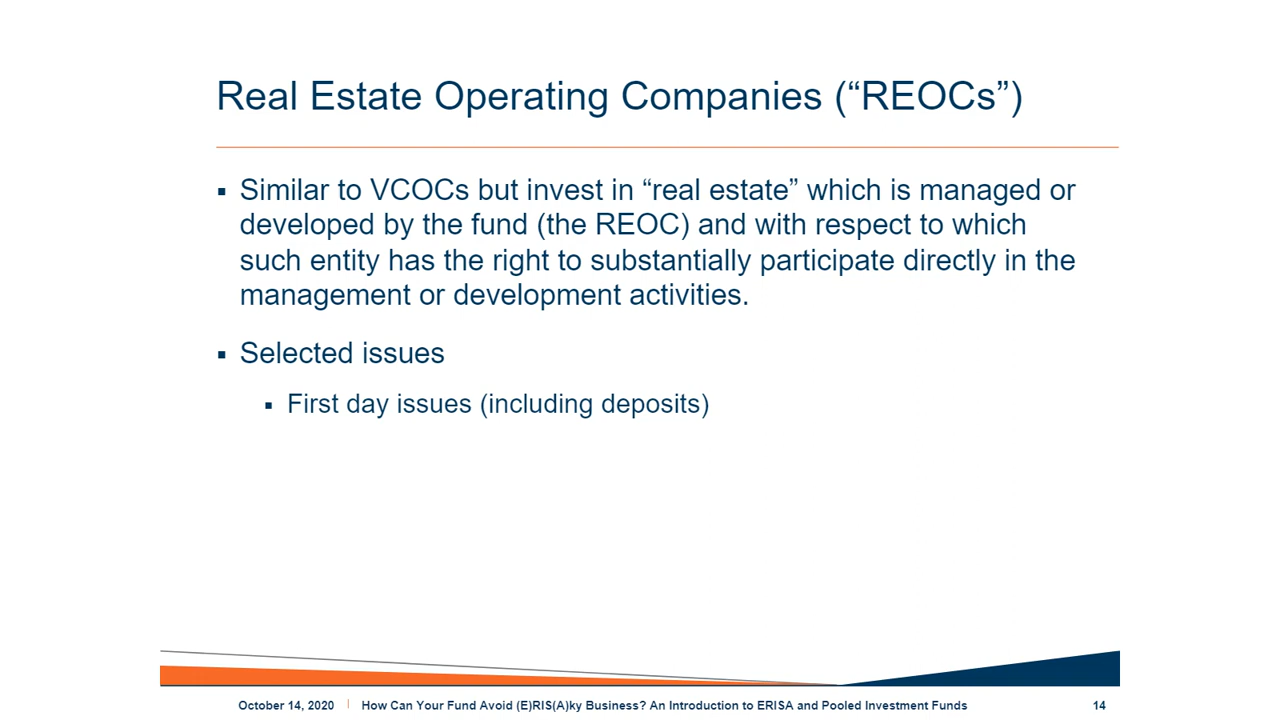 Real Estate Operating Companies (“REOCs”)
▪ Similar to VCOCs but invest in “real estate” which is managed or
developed by the fund (the REOC) and with respect to which
such entity has the right to substantially participate directly in the
management or development activities.
▪ Selected issues
▪ First day issues (including deposits)
October 14, 2020 | How Can Your Fund Avoid (E)RIS(A)ky Business? An Introduction to ERISA and Pooled Investment Funds 14